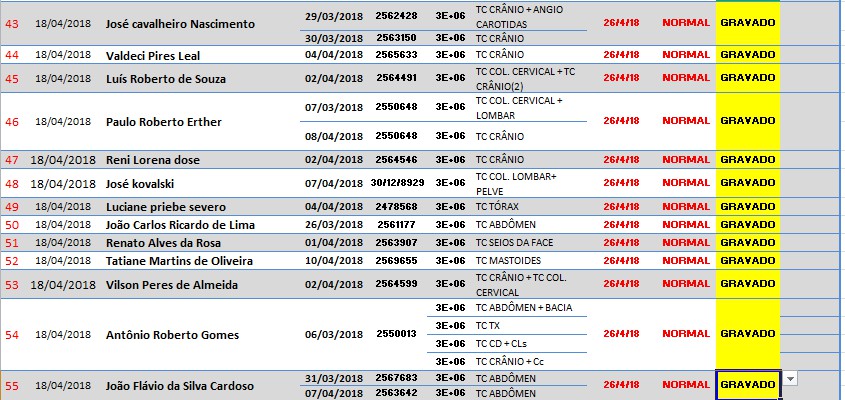 43 18/04/2018 José cavalheiro Nascimento 29/03/2018 2562428 3E+06 TC CRÂNIO + ANGIO CAROTIDAS 26/4/18 NORMAL GRAVADO
30/03/2018 2563150 3E+06 TC CRÂNIO
44 18/04/2018 Valdeci Pires Leal 04/04/2018 2565633 3E+06 TC CRÂNIO 26/4/18 NORMAL GRAVADO
45 18/04/2018 Luís Roberto de Souza 02/04/2018 2564491 3E+06 TC COL. CERVICAL + TC CRÂNIO(2) 26/4/18 NORMAL GRAVADO
46 18/04/2018 Paulo Roberto Erther 07/03/2018 2550648 3E+06 TC COL. CERVICAL + LOMBAR 26/4/18 NORMAL GRAVADO
08/04/2018 2550648 3E+06 TC CRÂNIO
47 18/04/2018 Reni Lorena dose 02/04/2018 2564546 3E+06 TC CRÂNIO 26/4/18 NORMAL GRAVADO
48 18/04/2018 José kovalski 07/04/2018 30/12/8929 3E+06 TC COL. LOMBAR+ PELVE 26/4/18 NORMAL GRAVADO
49 18/04/2018 Luciane priebe severo 04/04/2018 2478568 3E+06 TC TÓRAX 26/4/18 NORMAL GRAVADO
50 18/04/2018 João Carlos Ricardo de Lima 26/03/2018 2561177 3E+06 TC ABDÔMEN 26/4/18 NORMAL GRAVADO
51 18/04/2018 Renato Alves da Rosa 01/04/2018 2563907 3E+06 TC SEIOS DA FACE 26/4/18 NORMAL GRAVADO
52 18/04/2018 Tatiane Martins de Oliveira 10/04/2018 2569655 3E+06 TC MASTOIDES 26/4/18 NORMAL GRAVADO
53 18/04/2018 Vilson Peres de Almeida 02/04/2018 2564599 3E+06 TC CRÂNIO + TC COL. CERVICAL 26/4/18 NORMAL GRAVADO
54 18/04/2018 Antônio Roberto Gomes 06/03/2018 2550013 3E+06 TC ABDÔMEN + BACIA 26/4/18 NORMAL GRAVADO
3E+06 TC TX
3E+06 TC CD + CLs
3E+06 TC CRÂNIO + Cc
55 18/04/2018 João Flávio da Silva Cardoso 31/03/2018 2567683 3E+06 TC ABDÔMEN 26/4/18 NORMAL GRAVADO
07/04/2018 2563642 3E+06 TC ABDÔMEN